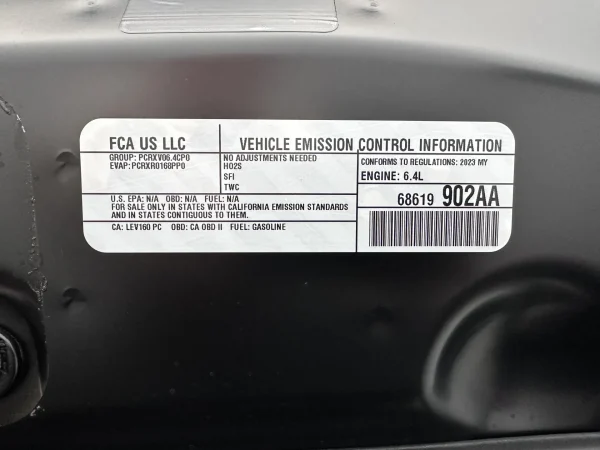 FCA US LLC
VEHICLE EMISSION CONTROL INFORMATION
GROUP: PCRXV06.4CP0
EVAP: PCRXR0168PP0
NO ADJUSTMENTS NEEDED
HO2S
SFI
TWC
CONFORMS TO REGULATIONS: 2023 MY
ENGINE: 6.4L
U.S. EPA: N/A OBD: N/A FUEL: N/A
FOR SALE ONLY IN STATES WITH CALIFORNIA EMISSION STANDARDS
AND IN STATES CONTIGUOUS TO THEM.
68619 902AA
CA: LEV160 PC OBD: CA OBD II FUEL: GASOLINE